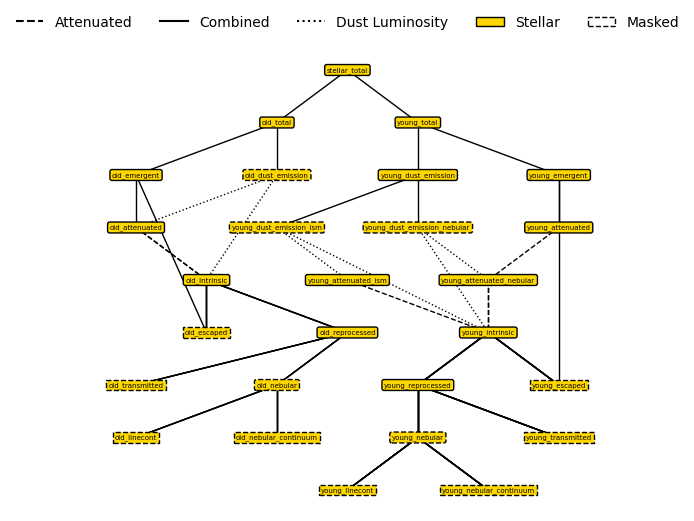 Attenuated Combined Dust Luminosity Stellar Masked
stellar_total
old_total young_total
old_emergent old_dust_emission young_dust_emission young_emergent
old_attenuated young_dust_emission_ism young_dust_emission_nebular young_attenuated
old_intrinsic young_attenuated_ism young_attenuated_nebular
old_escaped old_reprocessed young_intrinsic
old_transmitted old_nebular young_reprocessed young_escaped
old_linecont old_nebular_continuum young_nebular young_transmitted
young_linecont young_nebular_continuum